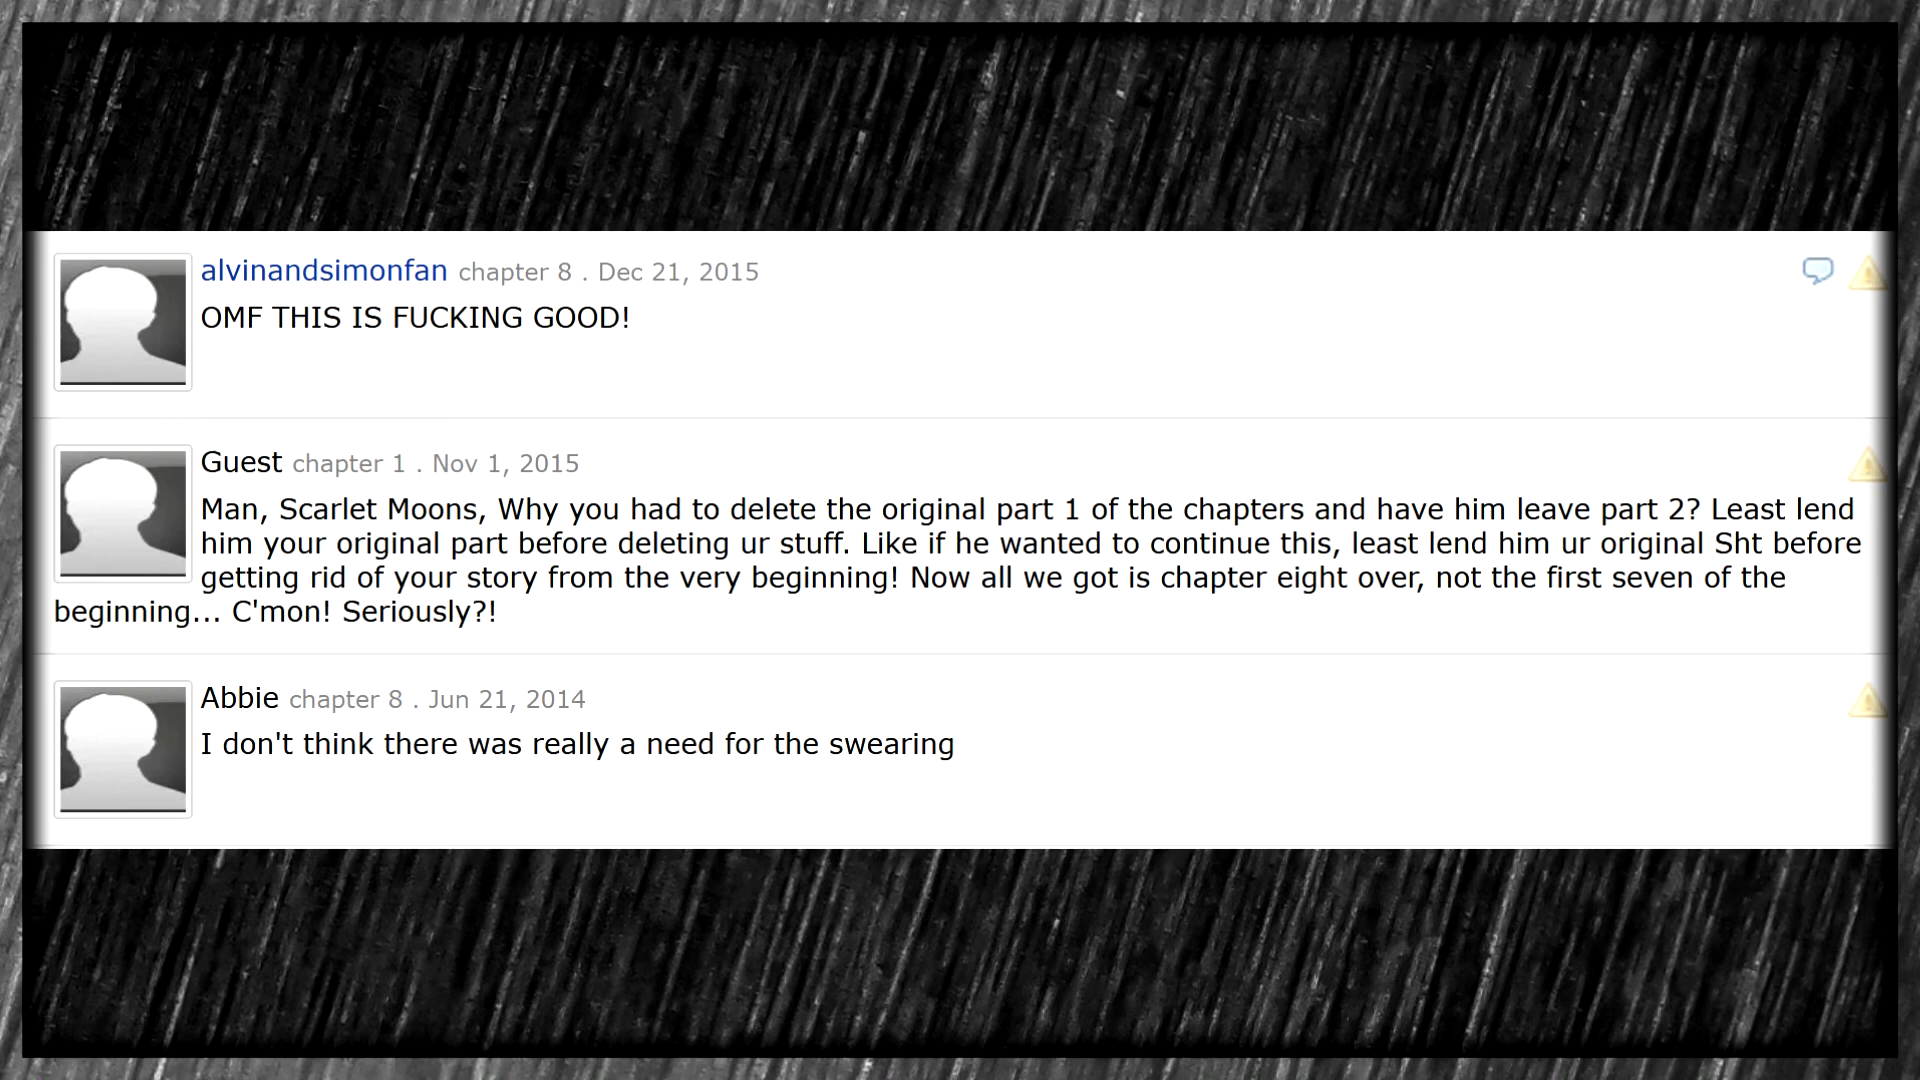 alvinandsimonfan chapter 8 . Dec 21, 2015
OMF THIS IS FUCKING GOOD!
Guest chapter 1 . Nov 1, 2015
Man, Scarlet Moons, Why you had to delete the original part 1 of the chapters and have him leave part 2? Least lend
him your original part before deleting ur stuff. Like if he wanted to continue this, least lend him ur original Sht before
getting rid of your story from the very beginning! Now all we got is chapter eight over, not the first seven of the
beginning... C'mon! Seriously?!
Abbie chapter 8 . Jun 21, 2014
I don't think there was really a need for the swearing